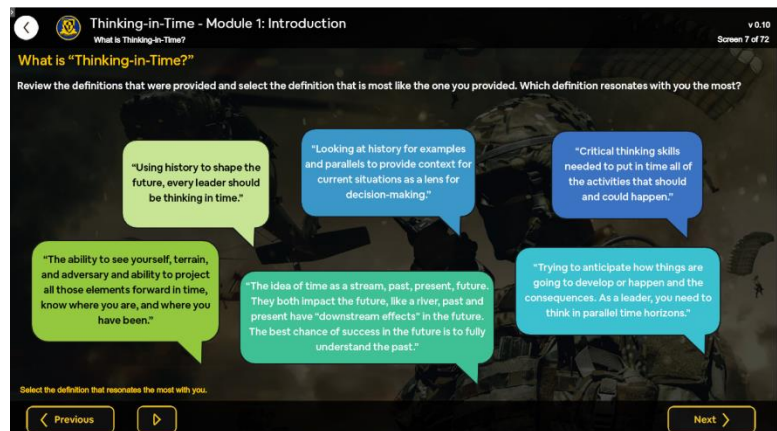 Thinking-in-Time - Module 1: Introduction
What is Thinking-in-Time?
v 0.10
Screen 7 of 72
What is “Thinking-in-Time?”
Review the definitions that were provided and select the definition that is most like the one you provided. Which definition resonates with you the most?
“Using history to shape the
future, every leader should
be thinking in time.”
“Looking at history for examples
and parallels to provide context for
current situations as a lens for
decision-making.”
“Critical thinking skills
needed to put in time all of
the activities that should
and could happen.”
“The ability to see yourself, terrain,
and adversary and ability to project
all those elements forward in time,
know where you are, and where you
have been.”
“The idea of time as a stream, past, present, future.
They both impact the future, like a river, past and
present have “downstream effects” in the future.
The best chance of success in the future is to fully
understand the past.”
“Trying to anticipate how things are
going to develop or happen and the
consequences. As a leader, you need to
think in parallel time horizons.”
Select the definition that resonates the most with you.
Previous
Next